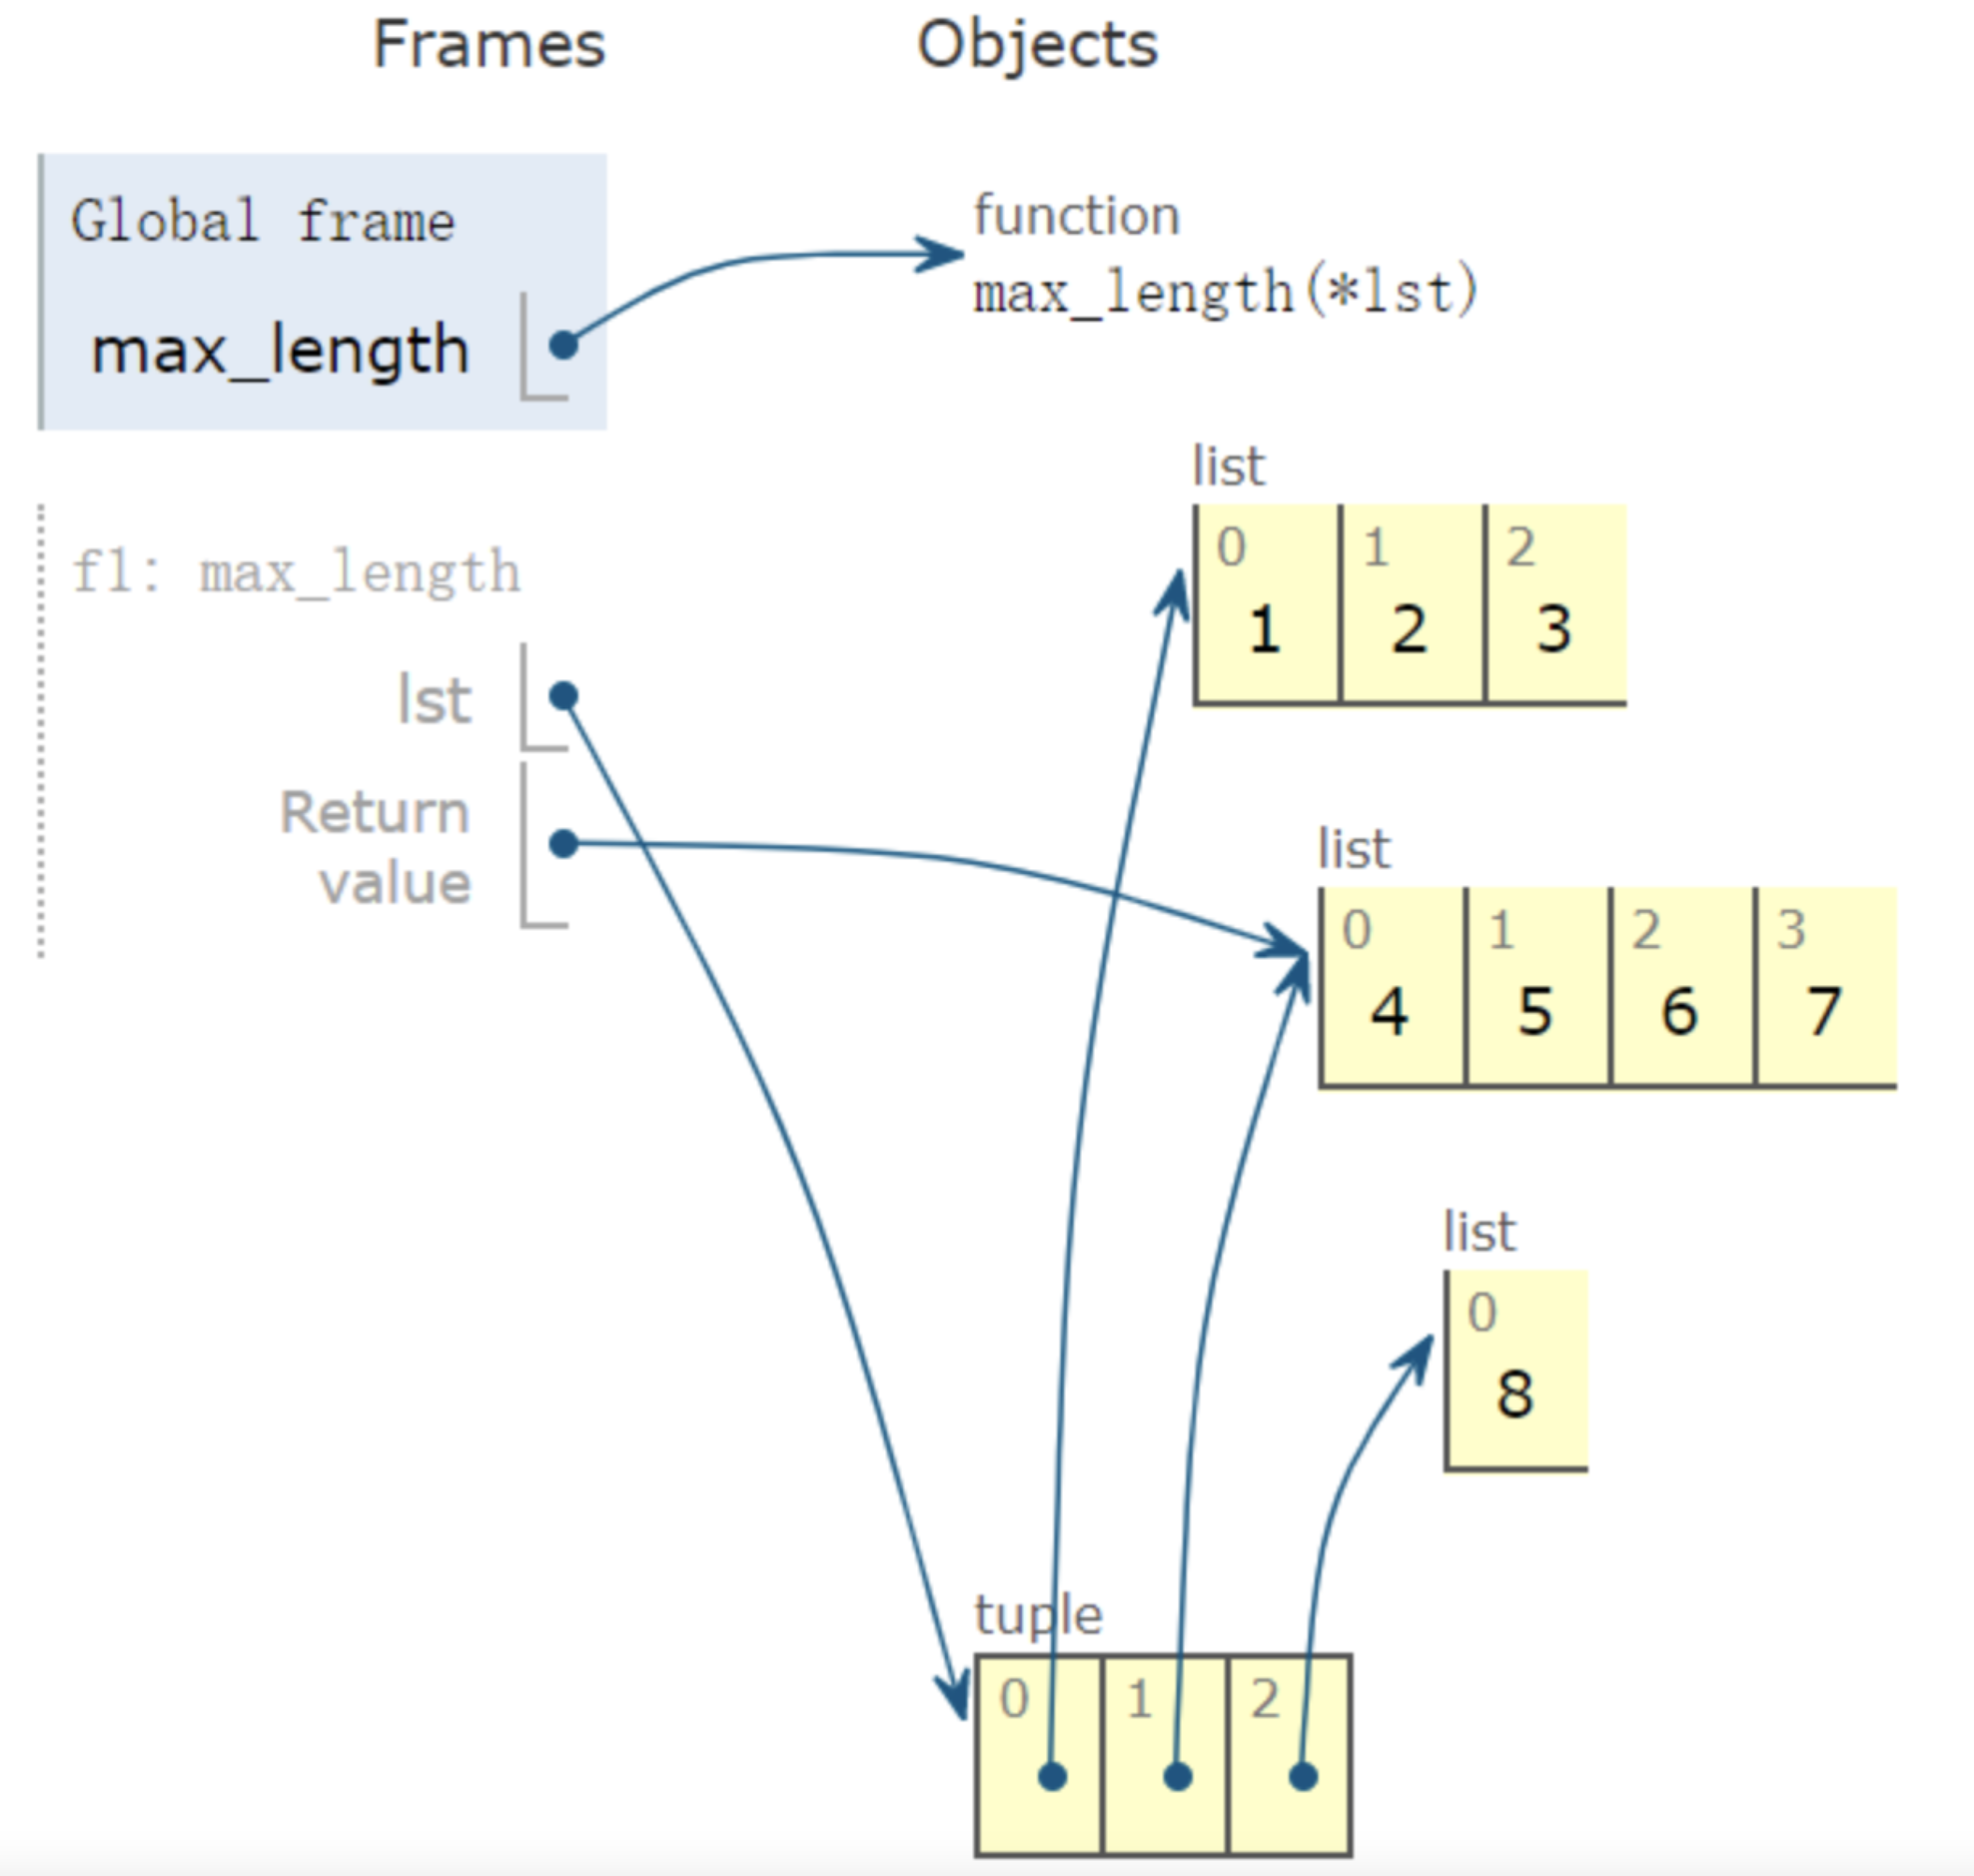 Frames
Objects
Global frame
max_length
function
max_length(*lst)
f1: max_length
lst
Return
value
list
0 1 2
1 2 3
list
0 1 2 3
4 5 6 7
list
0
8
tuple
0 1 2